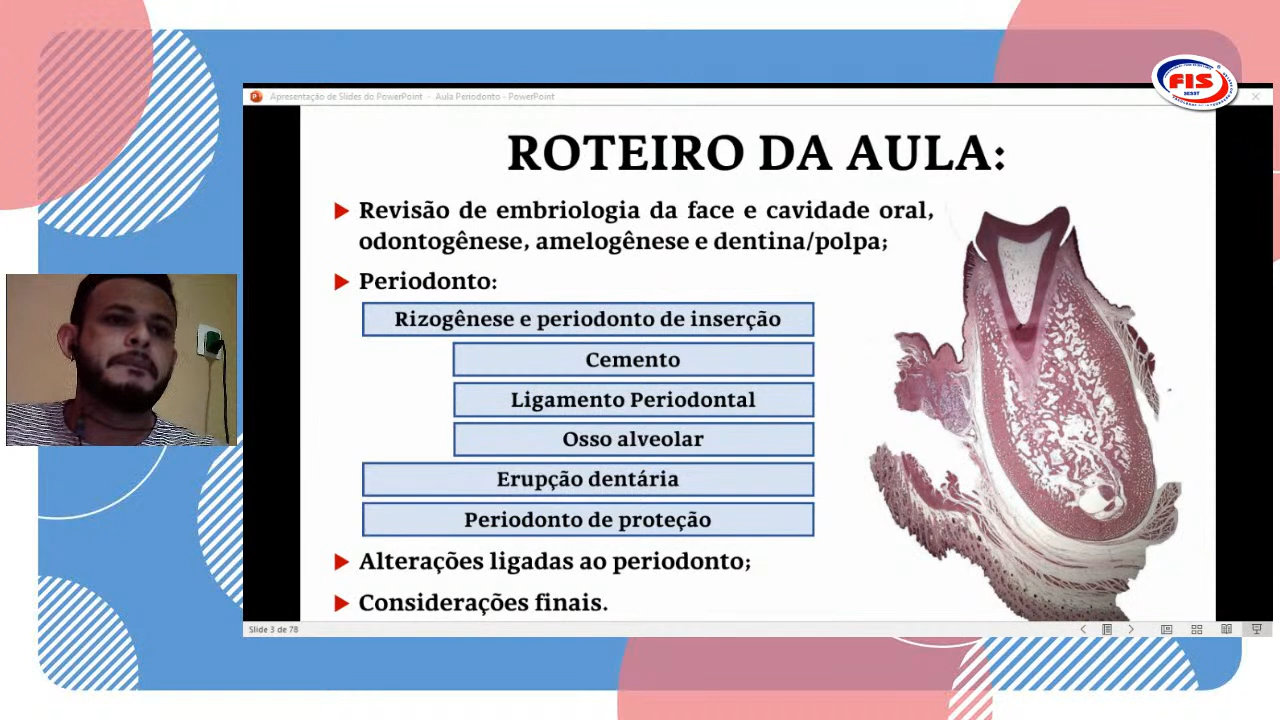 FIS
SESST
Apresentação de Slides do PowerPoint - Aula Periodonto - PowerPoint
ROTEIRO DA AULA:
Revisão de embriologia da face e cavidade oral,
odontogênese, amelogênese e dentina/polpa;
Periodonto:
Rizogênese e periodonto de inserção
Cemento
Ligamento Periodontal
Osso alveolar
Erupção dentária
Periodonto de proteção
Alterações ligadas ao periodonto;
Considerações finais.
Slide 3 de 78